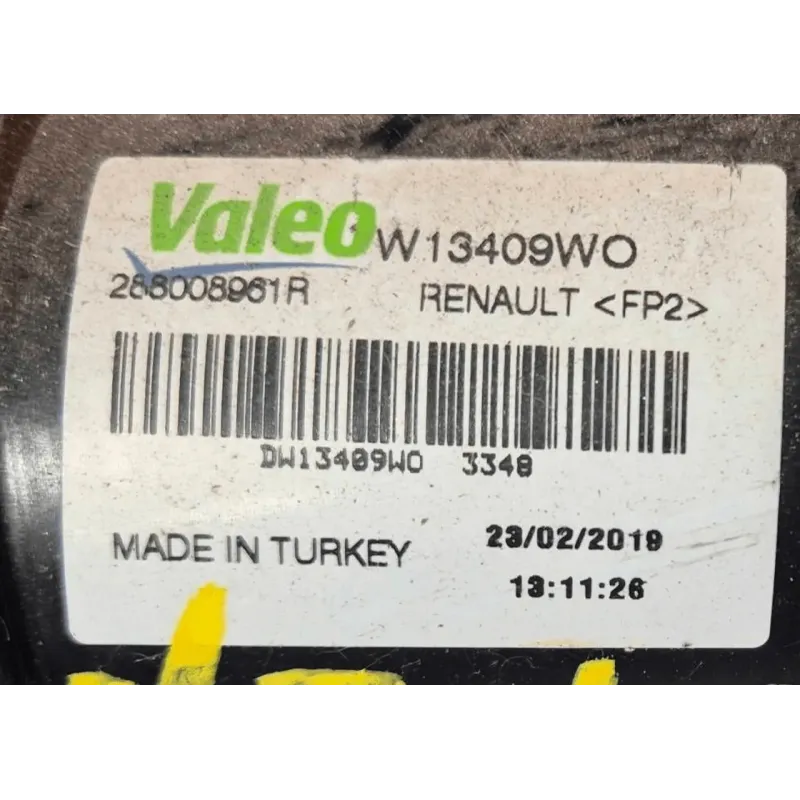 Valeo W13409WO
288008961R RENAULT <FP2>
DW13409WO 3348
MADE IN TURKEY 23/02/2019
13:11:26